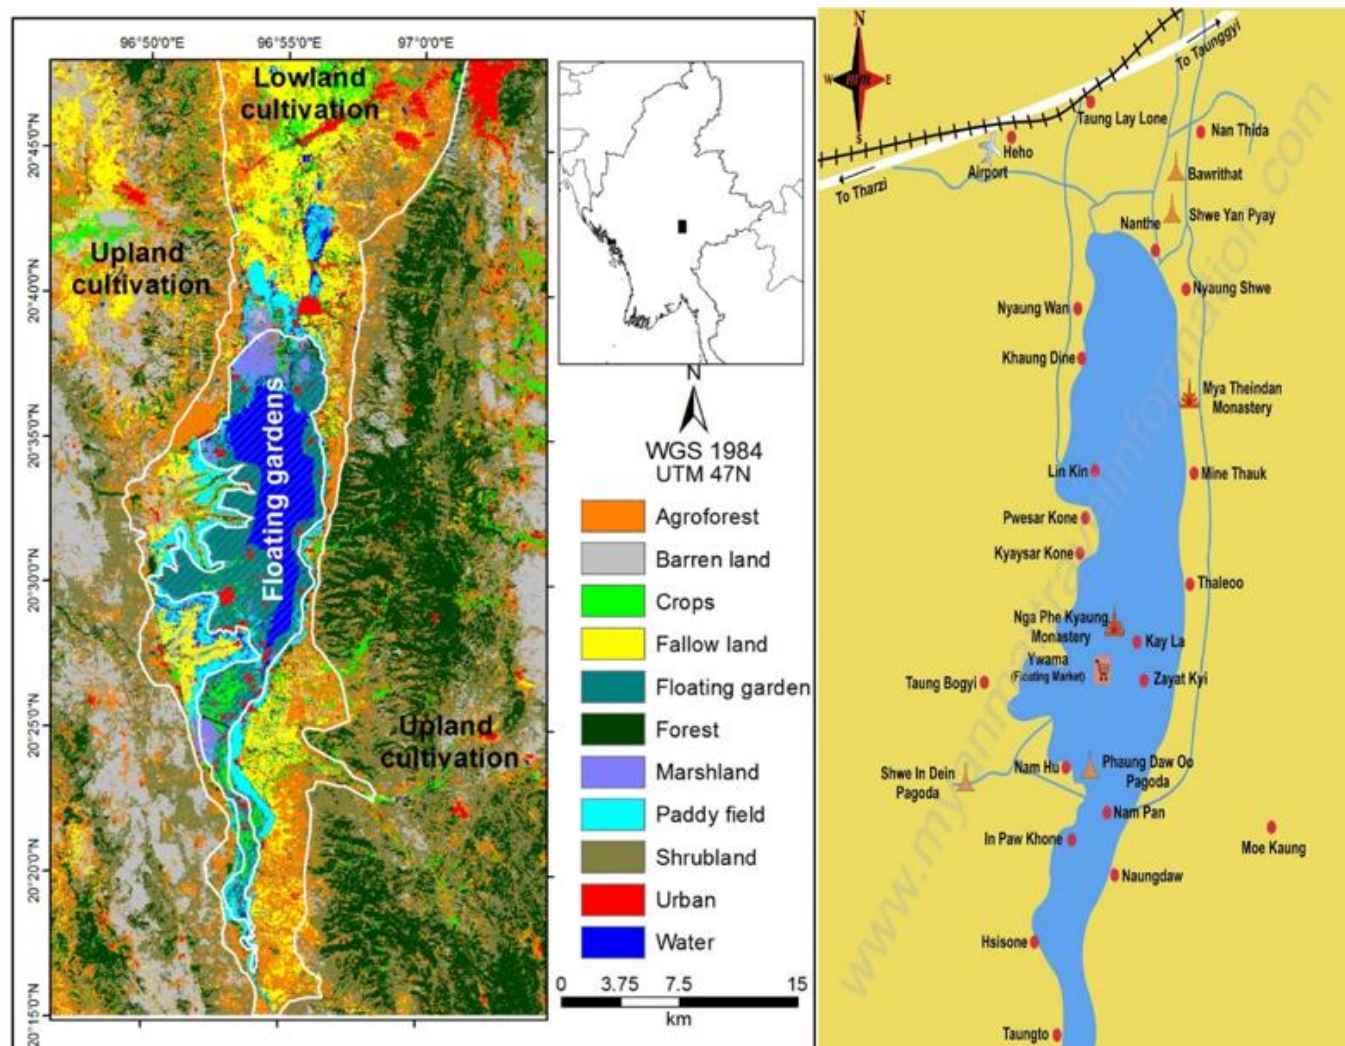 96°50'0"E
96°55'0"E
97°0'0"E
20°45'0"N
20°40'0"N
20°35'0"N
20°30'0"N
20°25'0"N
20°20'0"N
20°15'0"N
Lowland
cultivation
Upland
cultivation
Floating gardens
Upland
cultivation
N
WGS 1984
UTM 47N
Agroforest
Barren land
Crops
Fallow land
Floating garden
Forest
Marshland
Paddy field
Shrubland
Urban
Water
0 3.75 7.5 15
km
N
W E
S
To Taunggyi
Taung Lay Lone
Nan Thida
Heho
Airport
To Tharzi
Bawrithat
Shwe Yan Pyay
Nanthe
Nyaung Shwe
Nyaung Wan
Khaung Dine
Mya Theindan
Monastery
Lin Kin
Mine Thauk
Pwesar Kone
Kyaysar Kone
Thaleoo
Nga Phe Kyaung
Monastery
Kay La
Ywama
(Floating Market)
Taung Bogyi
Zayat Kyi
Shwe In Dein
Pagoda
Nam Hu
Phaung Daw Oo
Pagoda
Nam Pan
In Paw Khone
Moe Kaung
Naungdaw
Hsisone
Taungto
www.myanmartravelinformation.com